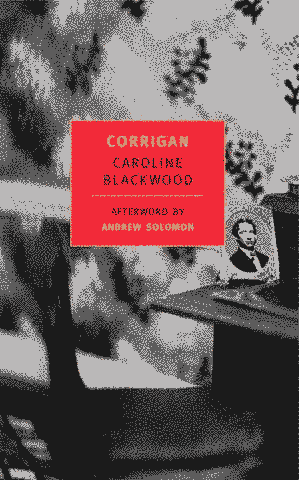 CORRIGAN
CAROLINE
BLACKWOOD
AFTERWORD BY
ANDREW SOLOMON